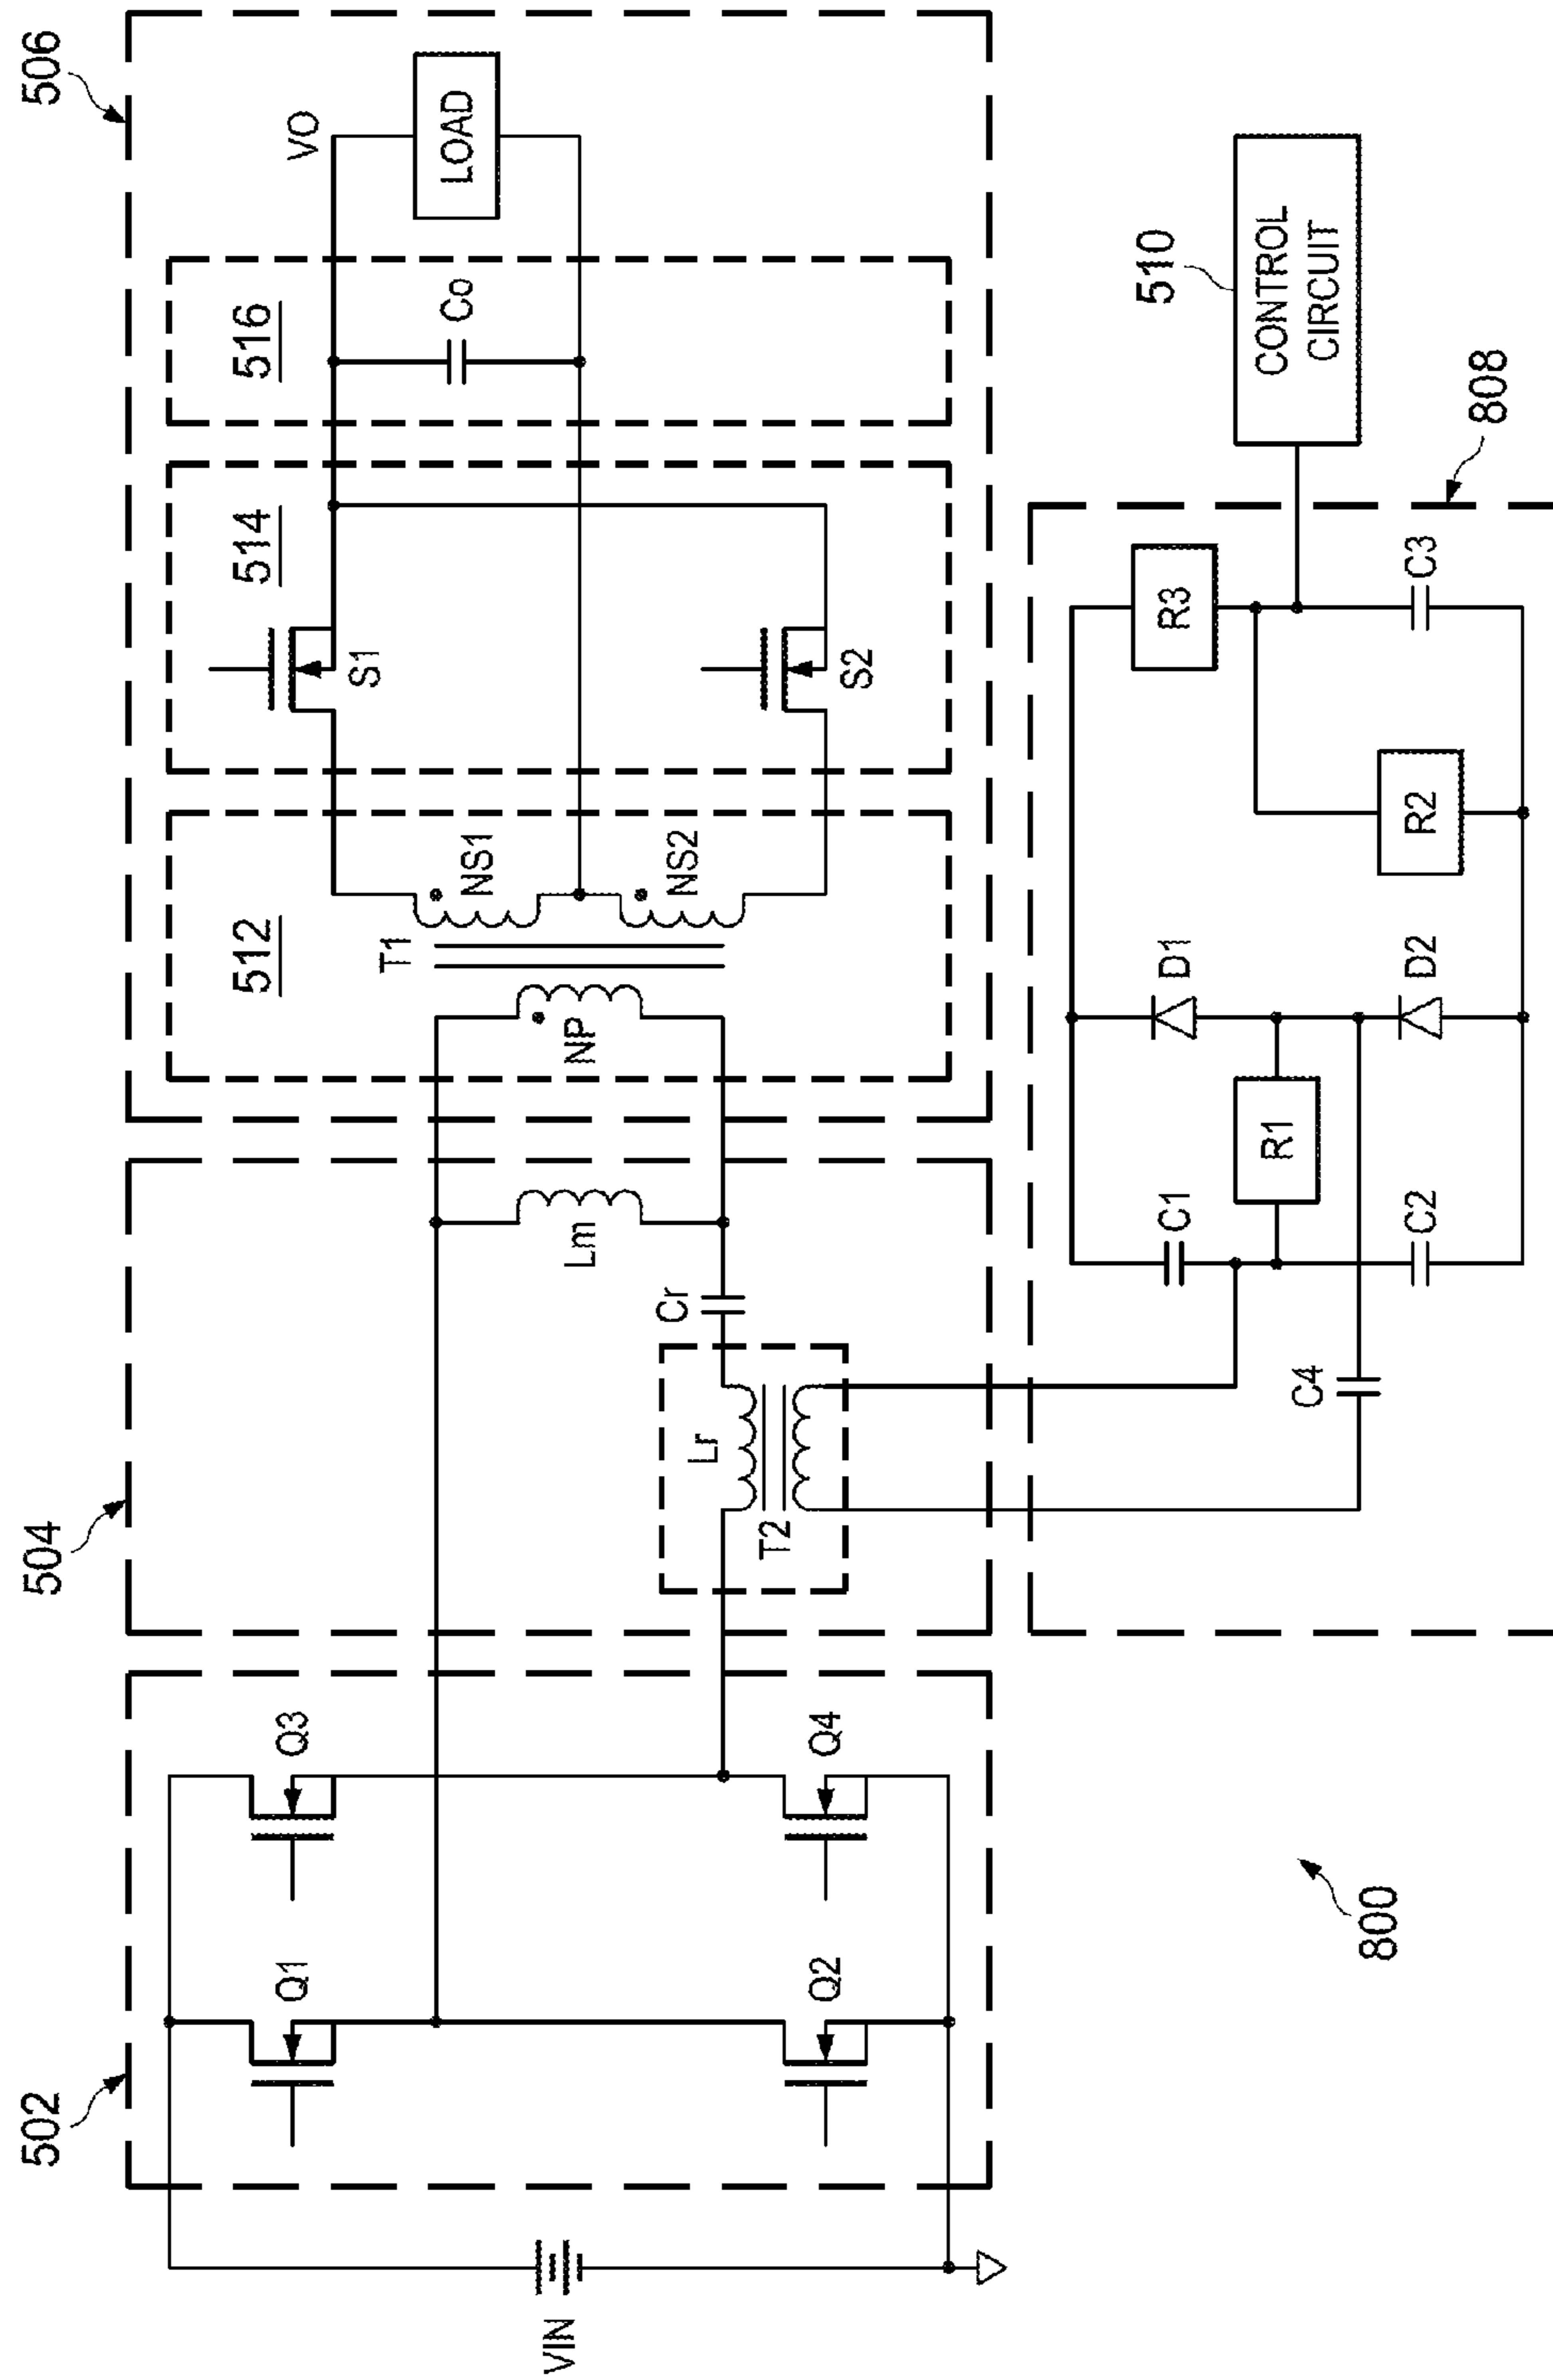 502
504
506
VIN
Q1
Q3
Q2
Q4
Lr
T2
Cr
Lm
512
T1
NP
NS1
NS2
514
S1
S2
516
Co
VO
LOAD
800
808
C4
C1
C2
R1
D1
D2
R2
R3
C3
510
CONTROL
CIRCUIT